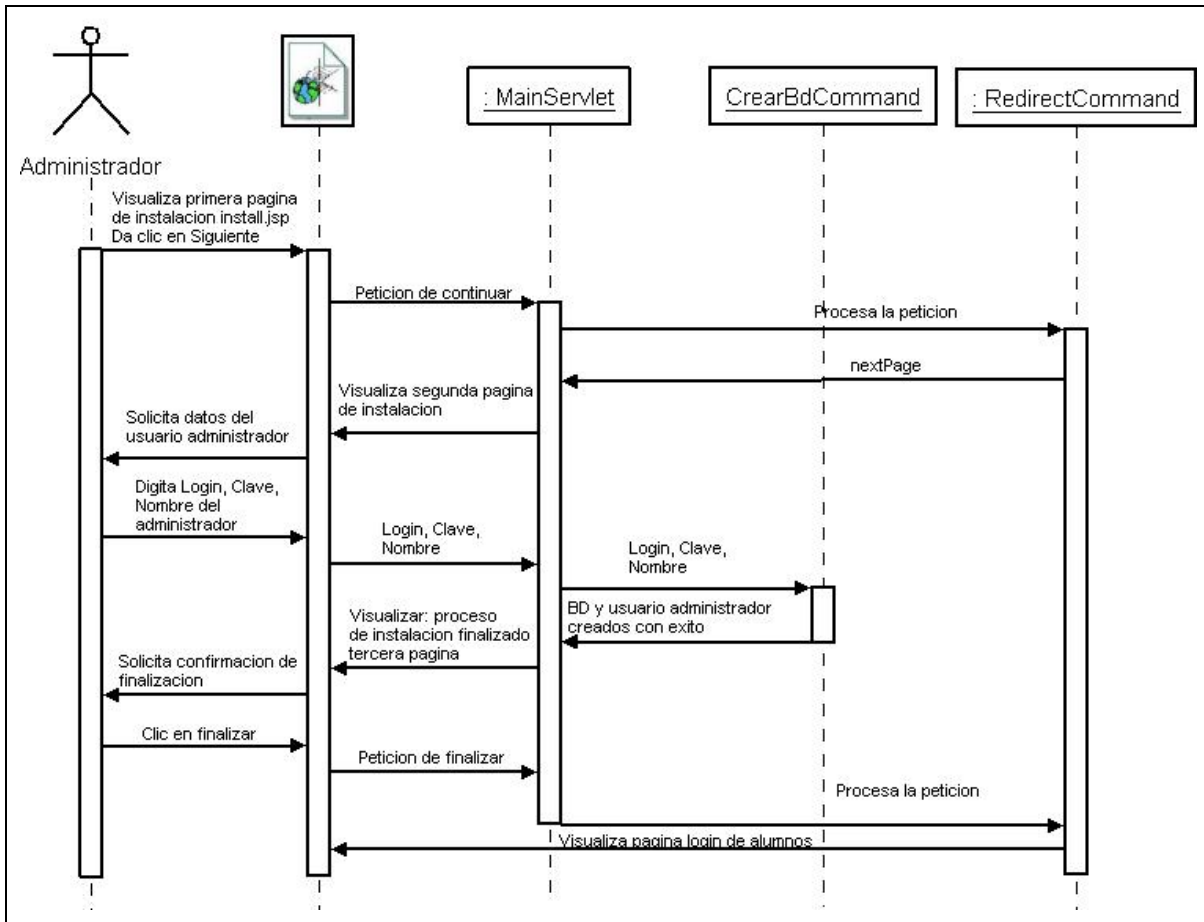 : MainServlet
CrearBdCommand
: RedirectCommand
Administrador
Visualiza primera pagina
de instalacion install.jsp
Da clic en Siguiente
Peticion de continuar
Procesa la peticion
nextPage
Visualiza segunda pagina
de instalacion
Solicita datos del
usuario administrador
Digita Login, Clave,
Nombre del
administrador
Login, Clave,
Nombre
Login, Clave,
Nombre
BD y usuario administrador
creados con exito
Visualizar: proceso
de instalacion finalizado
tercera pagina
Solicita confirmacion de
finalizacion
Clic en finalizar
Peticion de finalizar
Procesa la peticion
Visualiza pagina login de alumnos